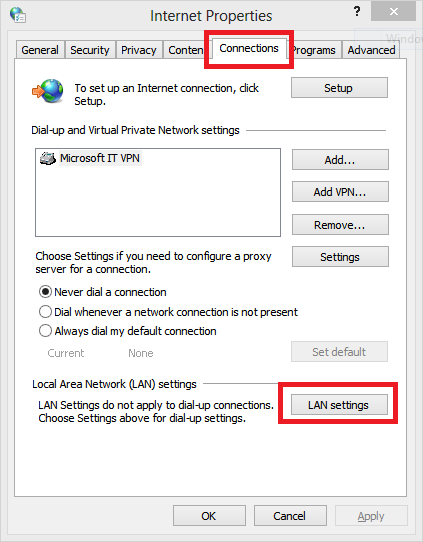 Internet Properties
?
x
General
Security
Privacy
Conten
Connections
Programs
Advanced
To set up an Internet connection, click
Setup.
Setup
Dial-up and Virtual Private Network settings
Microsoft IT VPN
Add...
Add VPN...
Remove...
Choose Settings if you need to configure a proxy
server for a connection.
Settings
Never dial a connection
Dial whenever a network connection is not present
Always dial my default connection
Current
None
Set default
Local Area Network (LAN) settings
LAN Settings do not apply to dial-up connections.
Choose Settings above for dial-up settings.
LAN settings
OK
Cancel
Apply